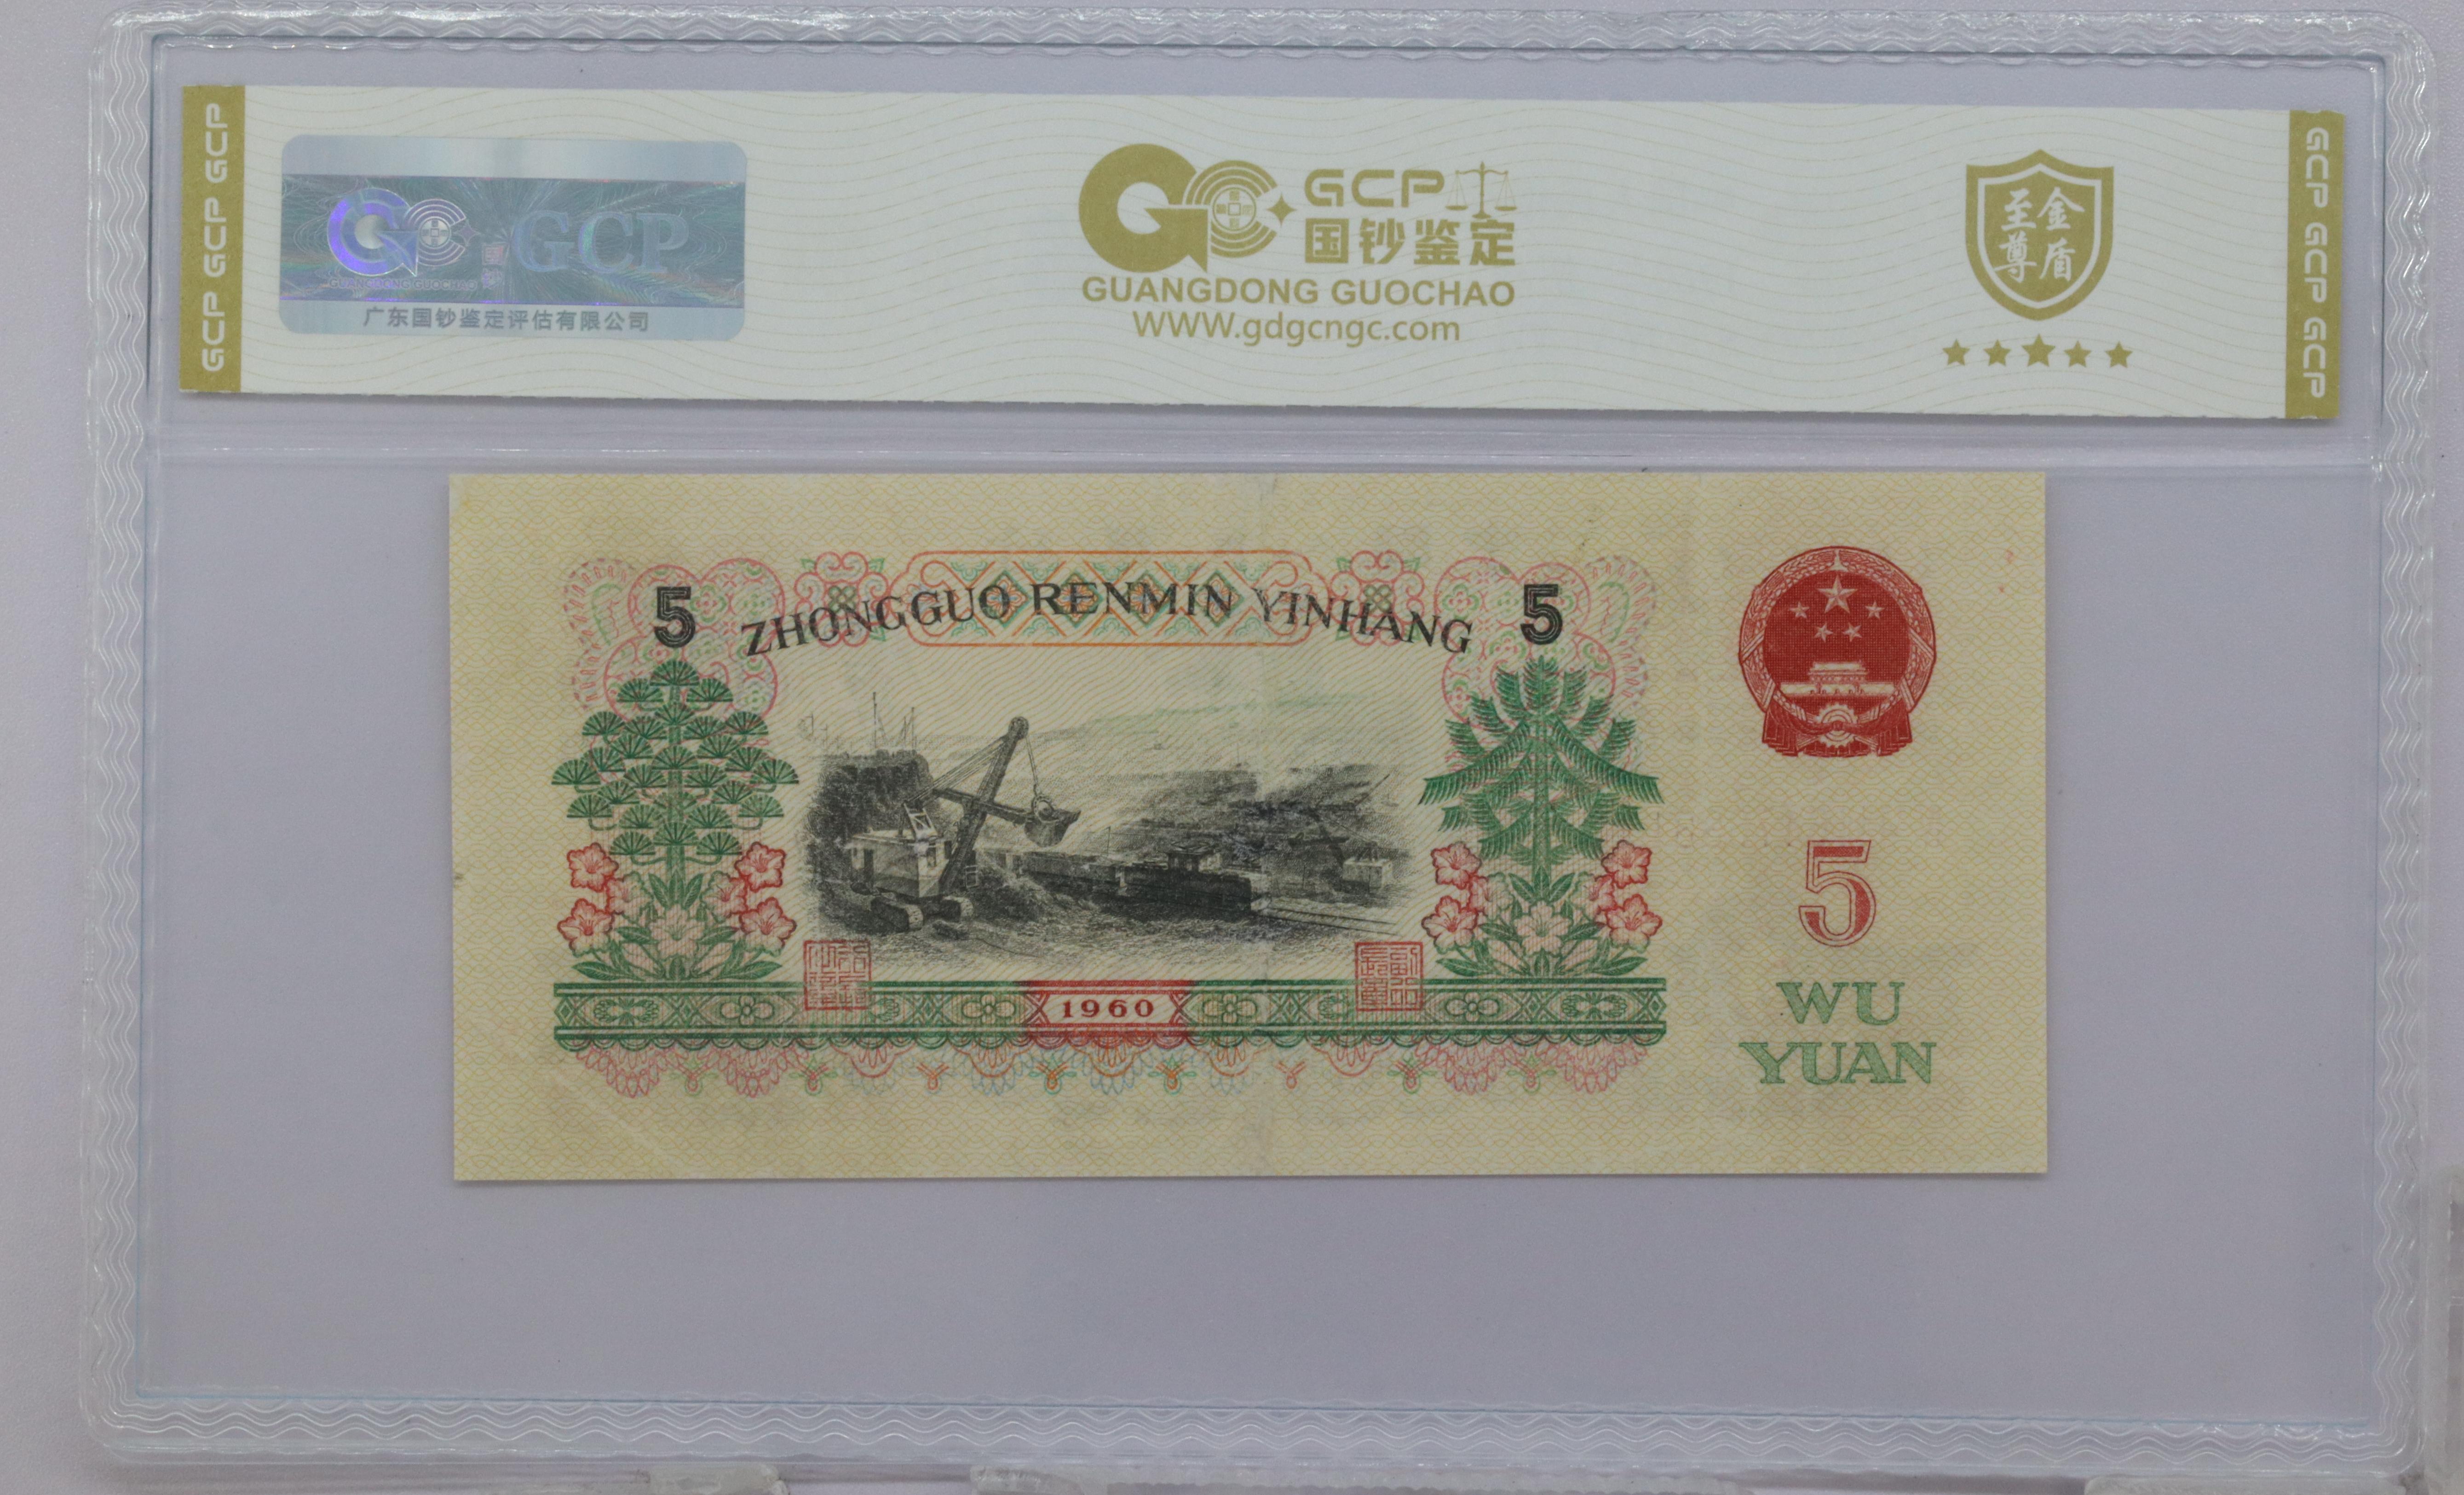 GCP GCP GCP
GCP
GUANGDONG GUOCHAO
广东国钞鉴定评估有限公司
GCP
国钞鉴定
GUANGDONG GUOCHAO
WWW.gdgcngc.com
至尊
金盾
GCP GCP GCP
5 ZHONGGUO RENMIN YINHANG 5
1960
5
WU
YUAN